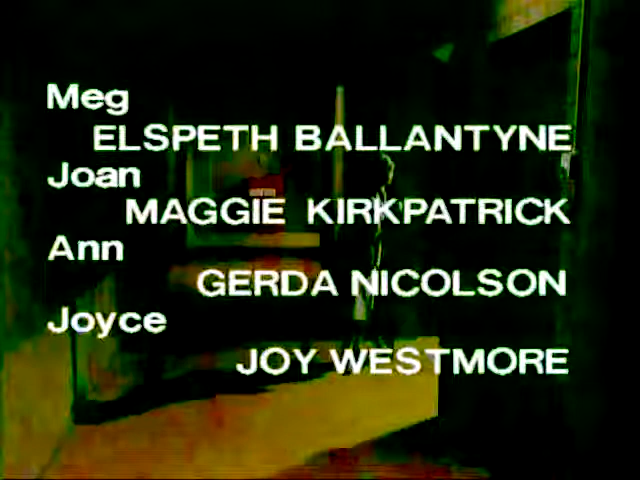 Meg
ELSPETH BALLANTYNE
Joan
MAGGIE KIRKPATRICK
Ann
GERDA NICOLSON
Joyce
JOY WESTMORE